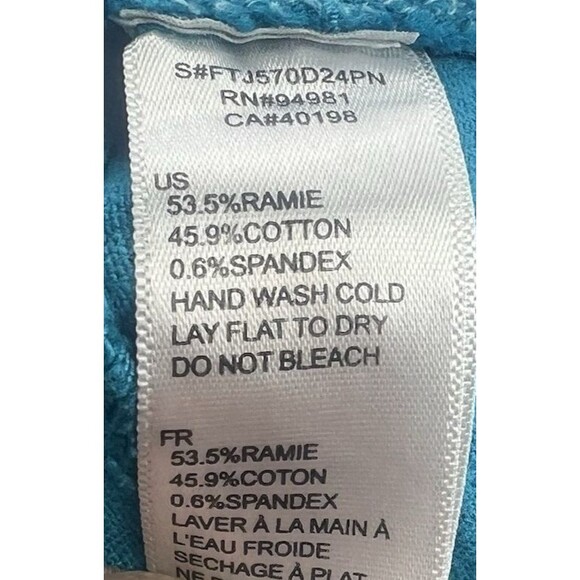 S#FTJ570D24PN
RN#94981
CA#40198
US
53.5%RAMIE
45.9%COTTON
0.6%SPANDEX
HAND WASH COLD
LAY FLAT TO DRY
DO NOT BLEACH
FR
53.5%RAMIE
45.9%COTON
0.6%SPANDEX
LAVER À LA MAIN À
L'EAU FROIDE
SECHAGE À PLAT
NE